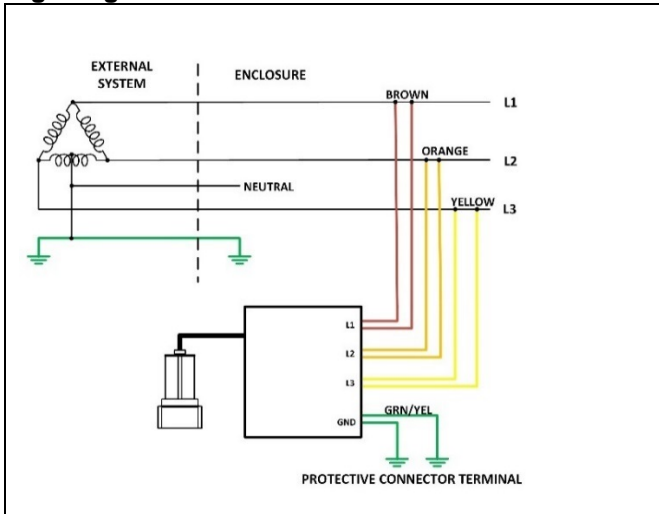 EXTERNAL
SYSTEM
ENCLOSURE
BROWN
L1
ORANGE
L2
NEUTRAL
YELLOW
L3
L1
L2
L3
GRN/YEL
GND
PROTECTIVE CONNECTOR TERMINAL